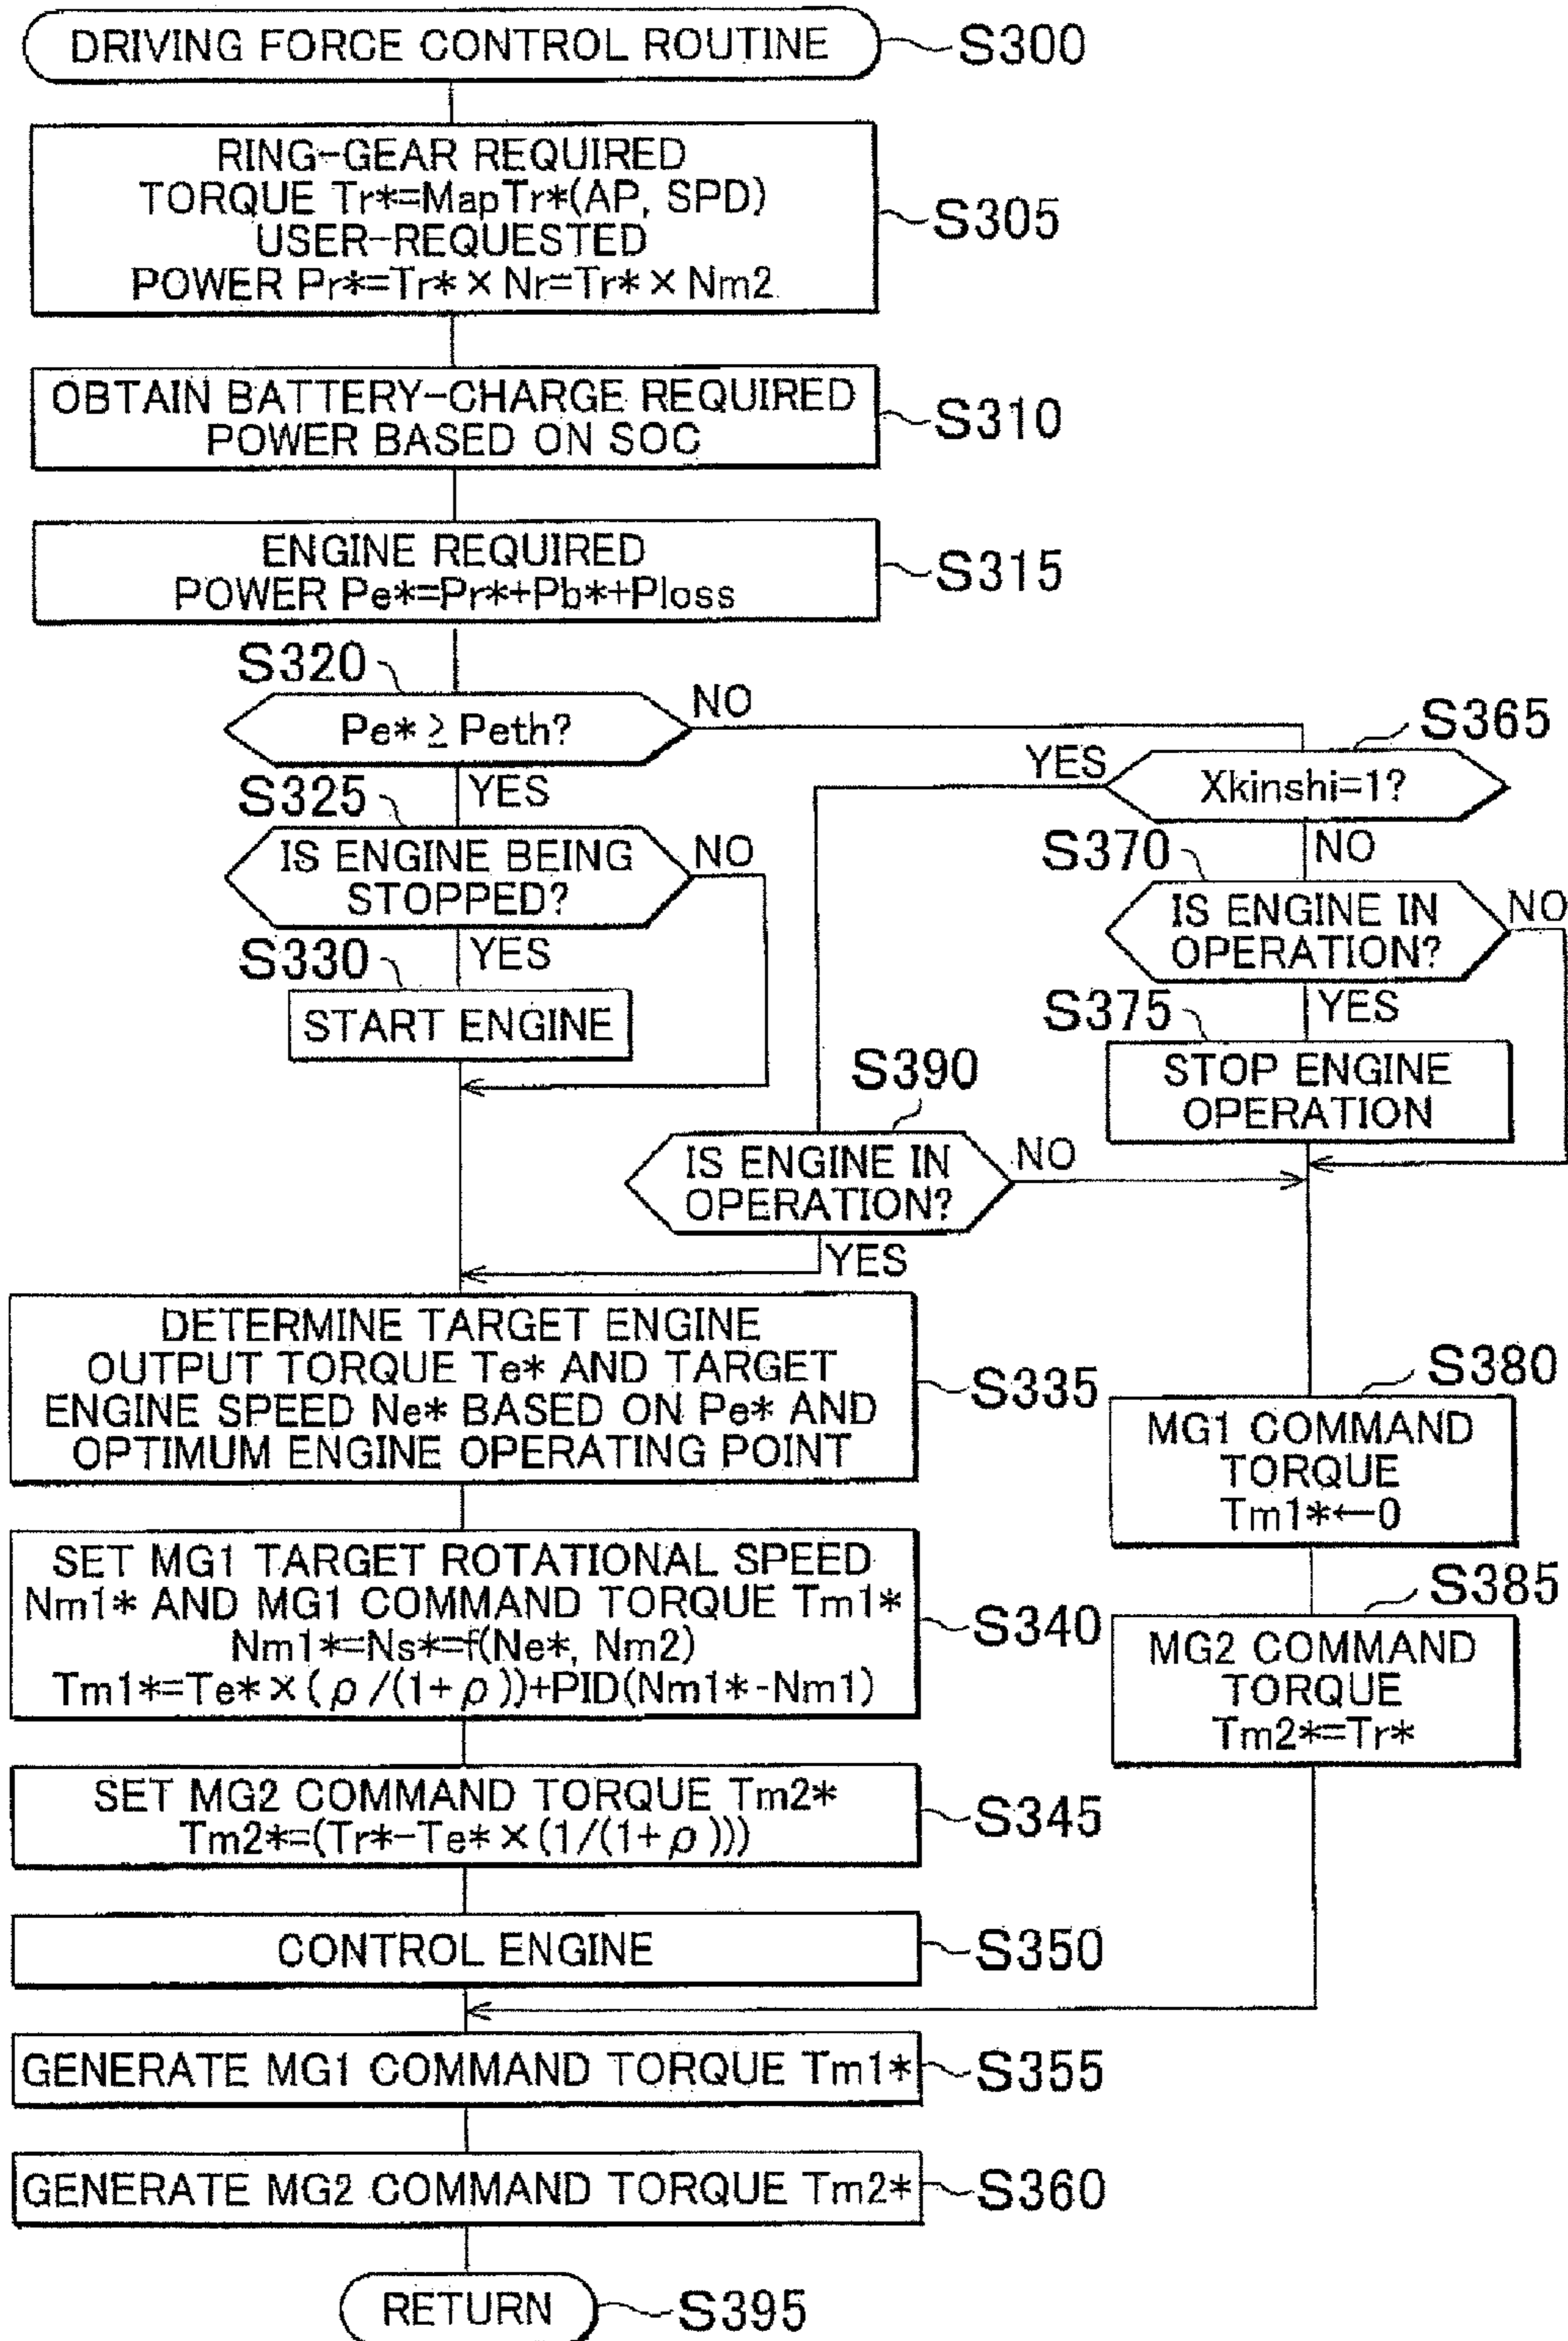 DRIVING FORCE CONTROL ROUTINE
S300
RING-GEAR REQUIRED
TORQUE Tr*=MapTr*(AP, SPD)
USER-REQUESTED
POWER Pr*=Tr* × Nr=Tr* × Nm2
S305
OBTAIN BATTERY-CHARGE REQUIRED
POWER BASED ON SOC
S310
ENGINE REQUIRED
POWER Pe*=Pr*+Pb*+Ploss
S315
S320
Pe* ≥ Peth?
NO
YES
S365
Xkinshi=1?
YES
NO
S325
IS ENGINE BEING
STOPPED?
NO
YES
S370
IS ENGINE IN
OPERATION?
NO
YES
S330
START ENGINE
S375
STOP ENGINE
OPERATION
S390
IS ENGINE IN
OPERATION?
NO
YES
DETERMINE TARGET ENGINE
OUTPUT TORQUE Te* AND TARGET
ENGINE SPEED Ne* BASED ON Pe* AND
OPTIMUM ENGINE OPERATING POINT
S335
S380
MG1 COMMAND
TORQUE
Tm1*←0
SET MG1 TARGET ROTATIONAL SPEED
Nm1* AND MG1 COMMAND TORQUE Tm1*
Nm1*=Ns*=f(Ne*, Nm2)
Tm1*=Te* × (ρ/(1+ρ))+PID(Nm1*-Nm1)
S340
S385
MG2 COMMAND
TORQUE
Tm2*=Tr*
SET MG2 COMMAND TORQUE Tm2*
Tm2*=(Tr*-Te* × (1/(1+ρ)))
S345
CONTROL ENGINE
S350
GENERATE MG1 COMMAND TORQUE Tm1*
S355
GENERATE MG2 COMMAND TORQUE Tm2*
S360
RETURN
S395